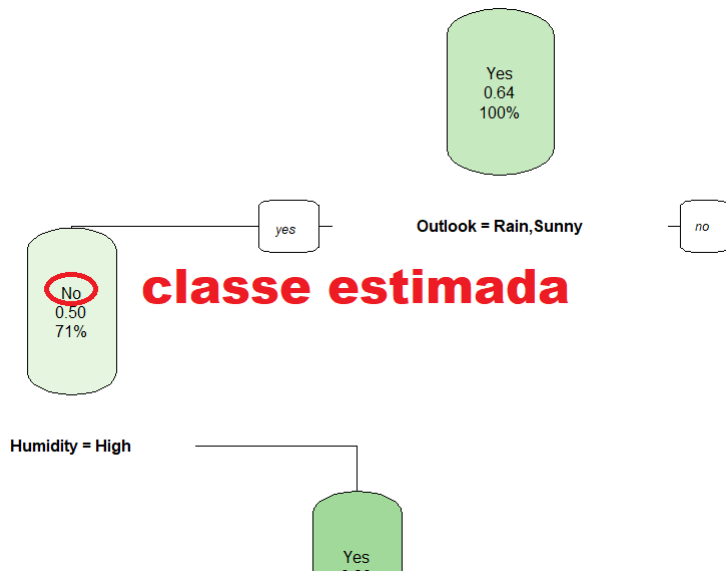 Yes
0.64
100%
yes
Outlook = Rain,Sunny
no
No
0.50
71%
classe estimada
Humidity = High
Yes